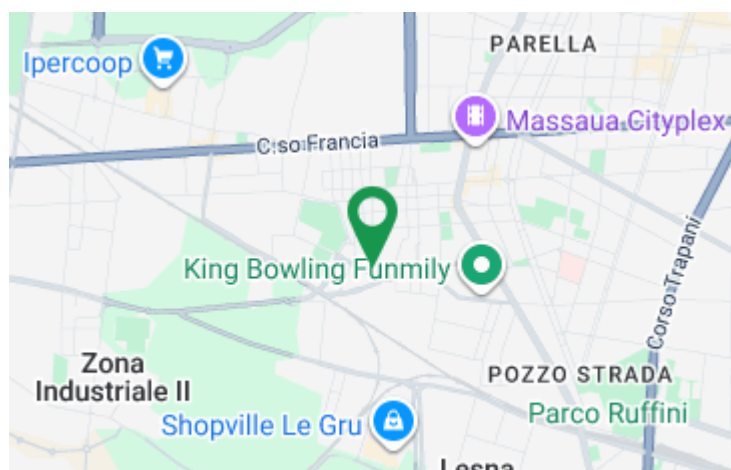 PARELLA
Ipercoop
Massaua Cityplex
C.so Francia
King Bowling Funmily
Corso Trapani
Zona
Industriale II
POZZO STRADA
Parco Ruffini
Shopville Le Gru
Lesna